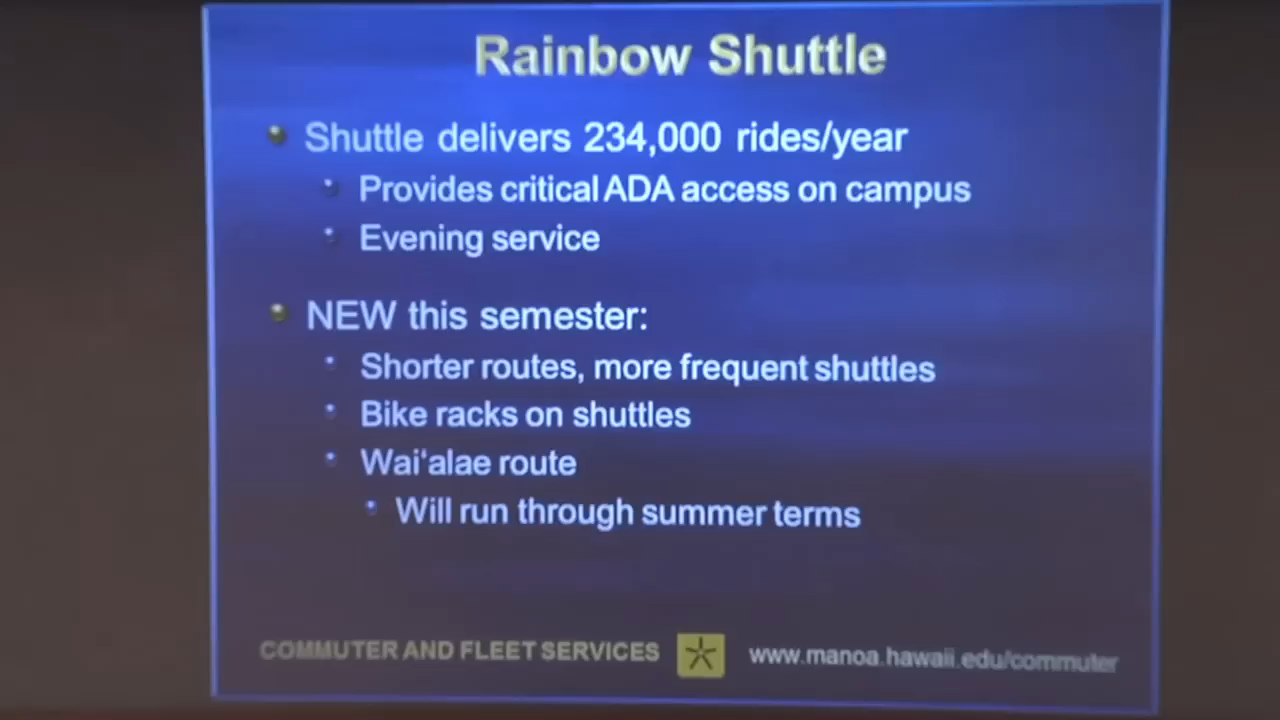 Rainbow Shuttle
Shuttle delivers 234,000 rides/year
Provides critical ADA access on campus
Evening service
NEW this semester:
Shorter routes, more frequent shuttles
Bike racks on shuttles
Wai‘alae route
Will run through summer terms
COMMUTER AND FLEET SERVICES www.manoa.hawaii.edu/commuter